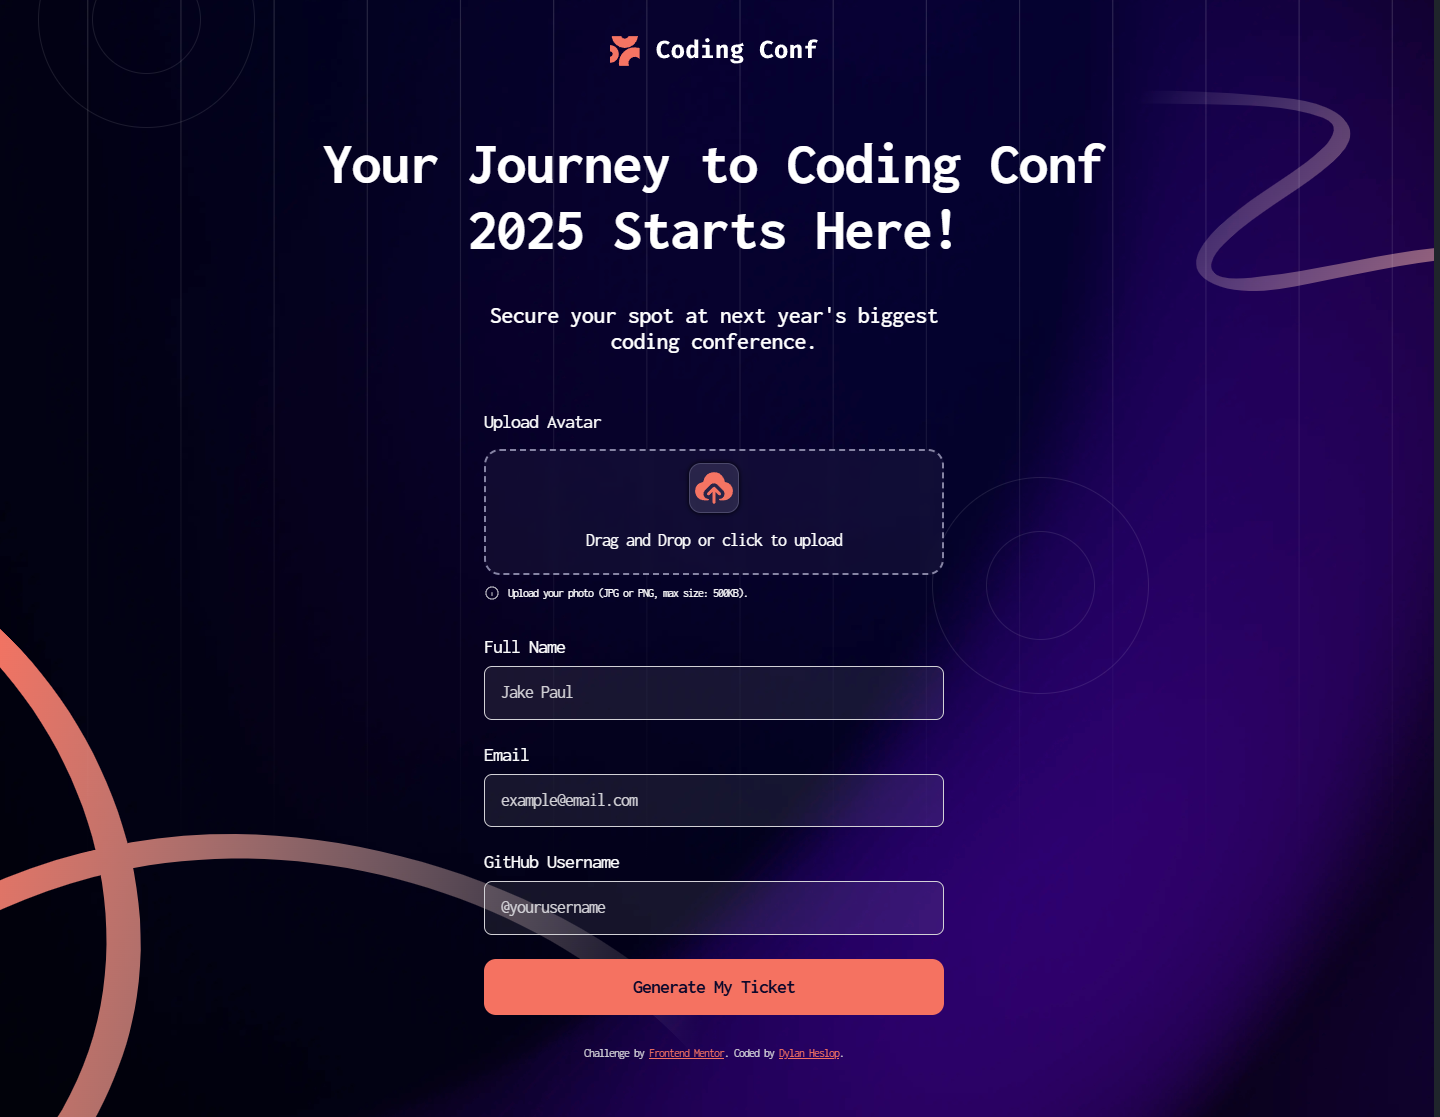 Coding Conf
Your Journey to Coding Conf
2025 Starts Here!
Secure your spot at next year's biggest
coding conference.
Upload Avatar
Drag and Drop or click to upload
Upload your photo (JPG or PNG, max size: 500KB).
Full Name
Jake Paul
Email
example@email.com
GitHub Username
@yourusername
Generate My Ticket
Challenge by Frontend Mentor. Coded by Dylan Heslop.